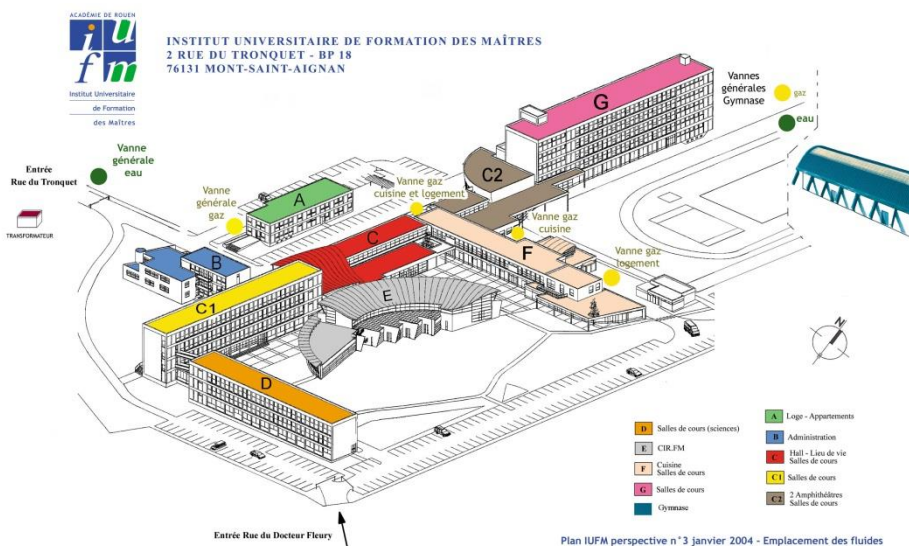 ACADÉMIE DE ROUEN
iufm
Institut Universitaire
de Formation
des Maîtres
INSTITUT UNIVERSITAIRE DE FORMATION DES MAÎTRES
2 RUE DU TRONQUET - BP 18
76131 MONT-SAINT-AIGNAN
Vannes
générales
Gymnase
gaz
eau
G
Vanne
générale
eau
Entrée
Rue du Tronquet
TRANSFORMATEUR
Vanne
générale
gaz
A
Vanne gaz
cuisine et logement
C2
Vanne gaz
cuisine
C
F
Vanne gaz
logement
B
C1
E
D
N
D Salles de cours (sciences)
E CIR.FM
F Cuisine
Salles de cours
G Salles de cours
Gymnase
A Loge - Appartements
B Administration
C Hall - Lieu de vie
Salles de cours
C1 Salles de cours
C2 2 Amphithéâtres
Salles de cours
Entrée Rue du Docteur Fleury
Plan IUFM perspective n°3 janvier 2004 - Emplacement des fluides